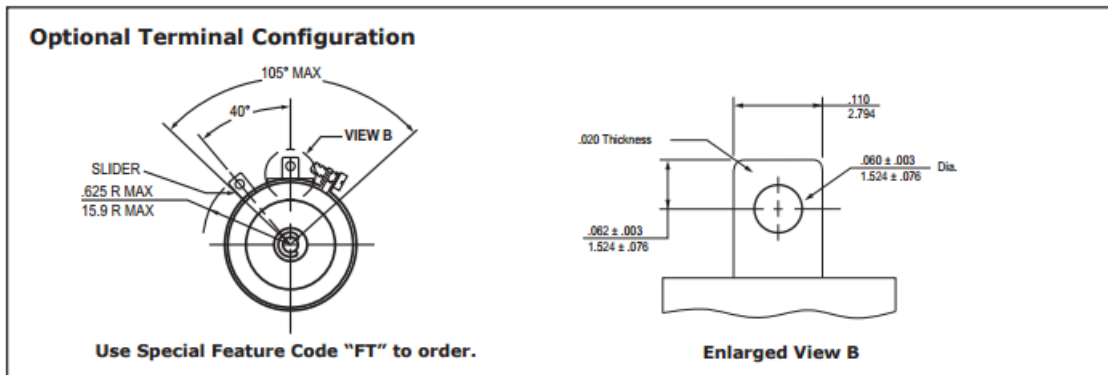 Optional Terminal Configuration
105° MAX
40°
VIEW B
SLIDER
.625 R MAX
15.9 R MAX
Use Special Feature Code “FT” to order.
.110
2.794
.020 Thickness
.060 ± .003
1.524 ± .076
Dia.
.062 ± .003
1.524 ± .076
Enlarged View B